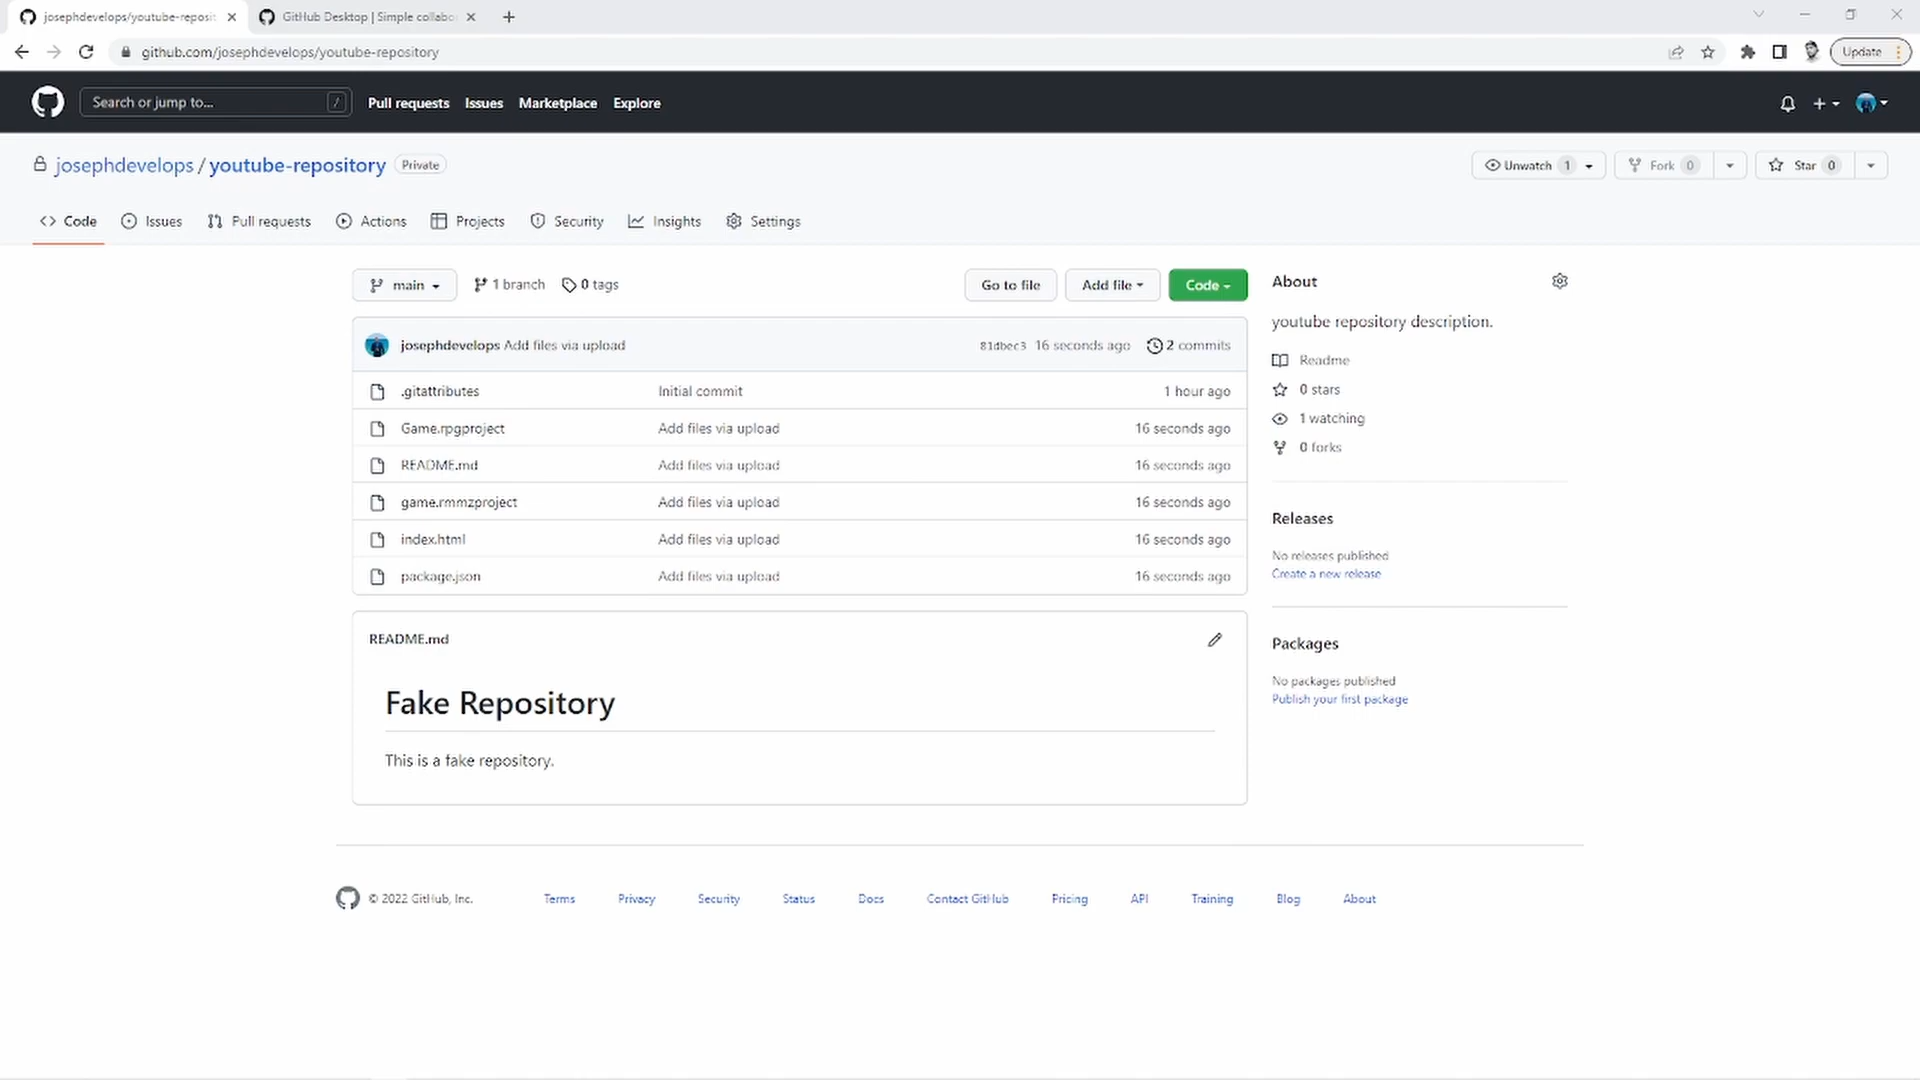 josephdevelops/youtube-reposit
GitHub Desktop | Simple collabo
github.com/josephdevelops/youtube-repository
Update
Search or jump to...
/
Pull requests
Issues
Marketplace
Explore
josephdevelops / youtube-repository
Private
Unwatch 1
Fork 0
Star 0
Code
Issues
Pull requests
Actions
Projects
Security
Insights
Settings
main
1 branch
0 tags
Go to file
Add file
Code
About
youtube repository description.
josephdevelops Add files via upload
81dbec3 16 seconds ago
2 commits
.gitattributes Initial commit 1 hour ago
Game.rpgproject Add files via upload 16 seconds ago
README.md Add files via upload 16 seconds ago
game.rmmzproject Add files via upload 16 seconds ago
index.html Add files via upload 16 seconds ago
package.json Add files via upload 16 seconds ago
Readme
0 stars
1 watching
0 forks
Releases
No releases published
Create a new release
Packages
No packages published
Publish your first package
README.md
Fake Repository
This is a fake repository.
© 2022 GitHub, Inc.
Terms
Privacy
Security
Status
Docs
Contact GitHub
Pricing
API
Training
Blog
About